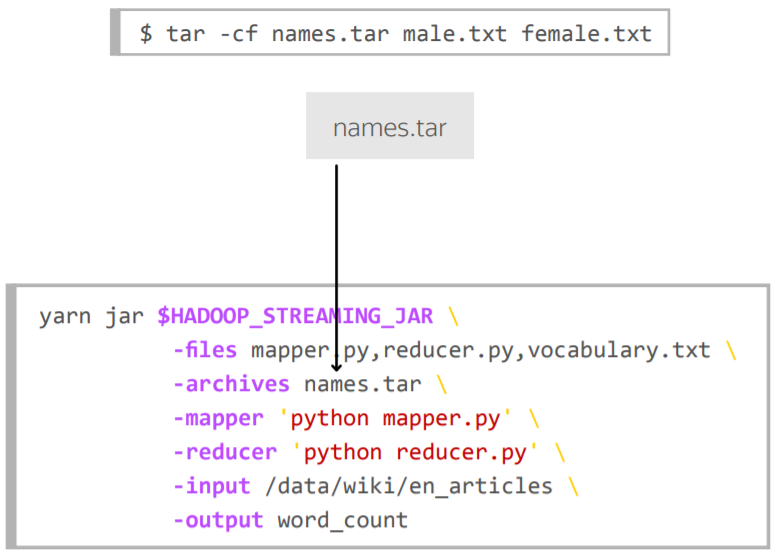 $ tar -cf names.tar male.txt female.txt
names.tar
yarn jar $HADOOP_STREAMING_JAR \
-files mapper.py,reducer.py,vocabulary.txt \
-archives names.tar \
-mapper 'python mapper.py' \
-reducer 'python reducer.py' \
-input /data/wiki/en_articles \
-output word_count